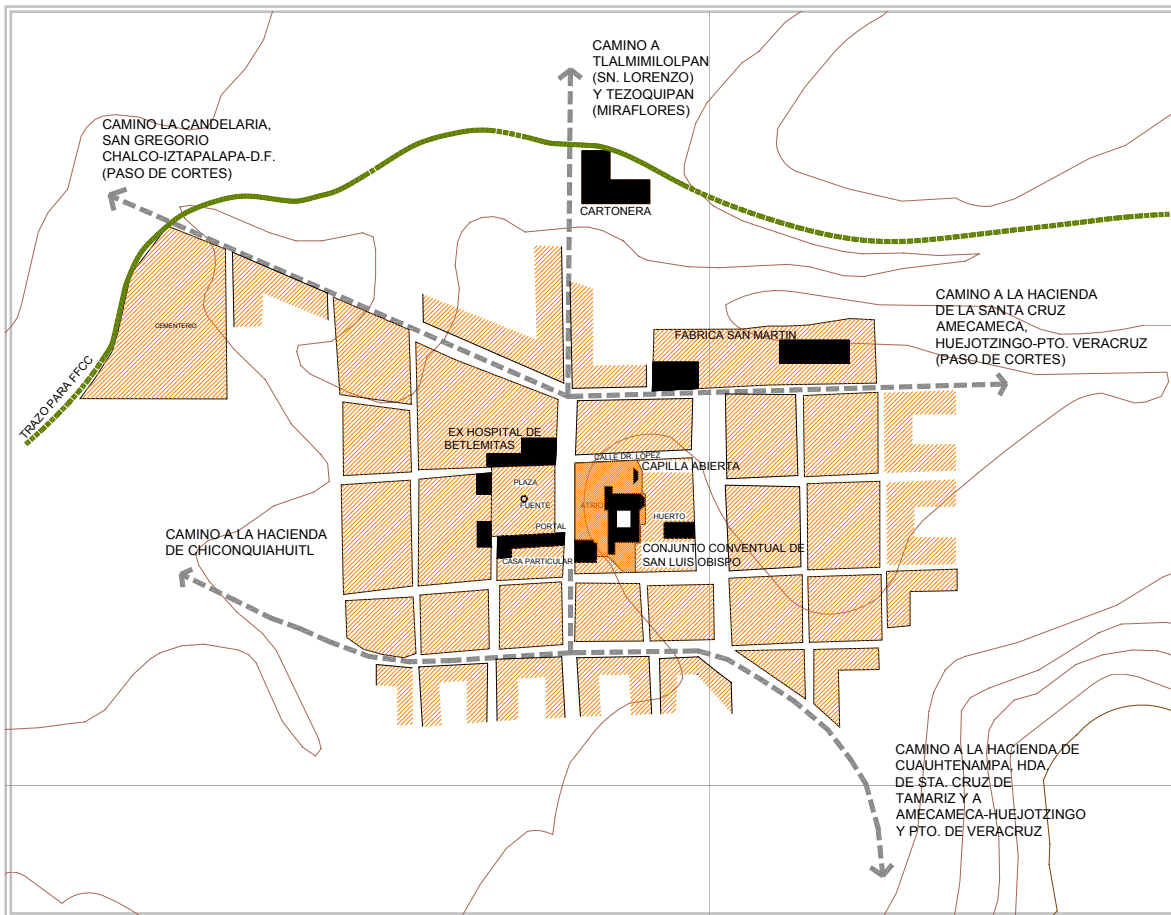 CAMINO A
TLALMIMILOLPAN
(SN. LORENZO)
Y TEZOQUIPAN
(MIRAFLORES)
CAMINO LA CANDELARIA,
SAN GREGORIO
CHALCO-IZTAPALAPA-D.F.
(PASO DE CORTES)
CARTONERA
CAMINO A LA HACIENDA
DE LA SANTA CRUZ
AMECAMECA,
HUEJOTZINGO-PTO. VERACRUZ
(PASO DE CORTES)
CEMENTERIO
FABRICA SAN MARTIN
TRAZO PARA FFCC
EX HOSPITAL DE
BETLEMITAS
CALLE DR. LOPEZ
CAPILLA ABIERTA
PLAZA
FUENTE
ATRIO
HUERTO
PORTAL
CASA PARTICULAR
CONJUNTO CONVENTUAL DE
SAN LUIS OBISPO
CAMINO A LA HACIENDA
DE CHICONQUIAHUITL
CAMINO A LA HACIENDA DE
CUAUHTENAMPA, HDA.
DE STA. CRUZ DE
TAMARIZ Y A
AMECAMECA-HUEJOTZINGO
Y PTO. DE VERACRUZ